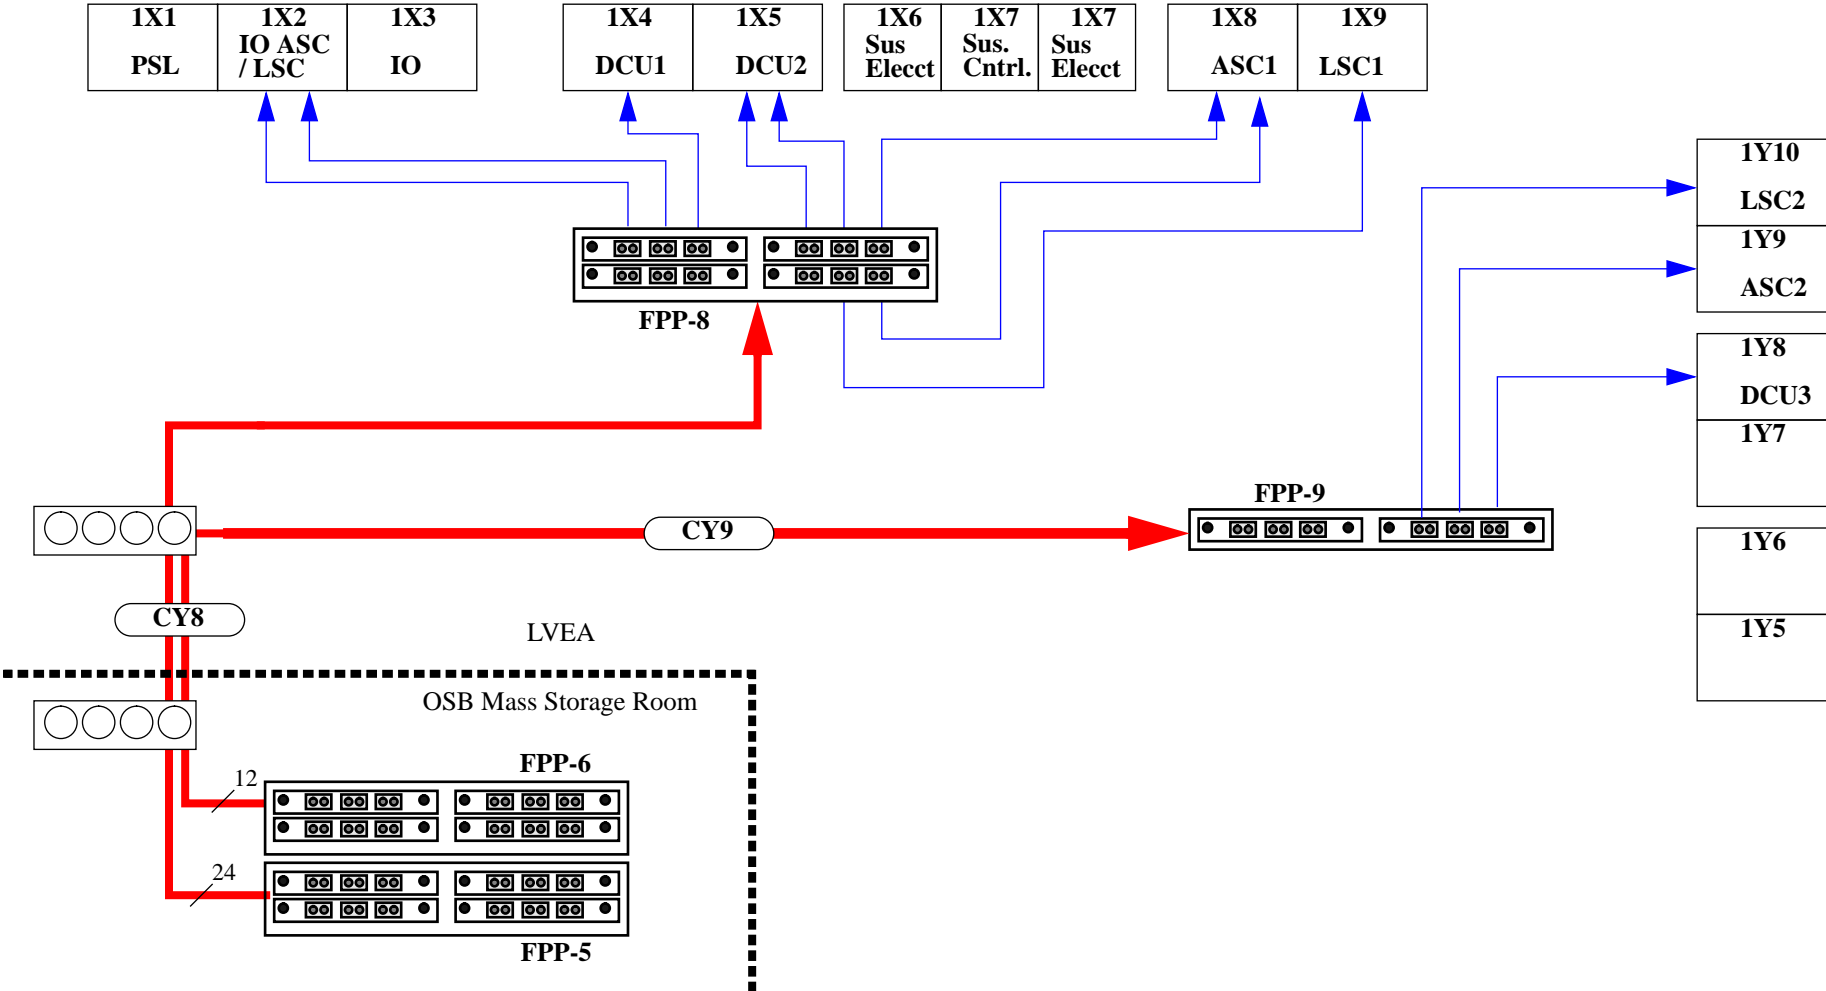 1X1
PSL
1X2
IO ASC
/ LSC
1X3
IO
1X4
DCU1
1X5
DCU2
1X6
Sus
Elecct
1X7
Sus.
Cntrl.
1X7
Sus
Elecct
1X8
ASC1
1X9
LSC1
1Y10
LSC2
1Y9
ASC2
1Y8
DCU3
1Y7
1Y6
1Y5
FPP-8
FPP-9
CY9
CY8
LVEA
OSB Mass Storage Room
FPP-6
12
24
FPP-5